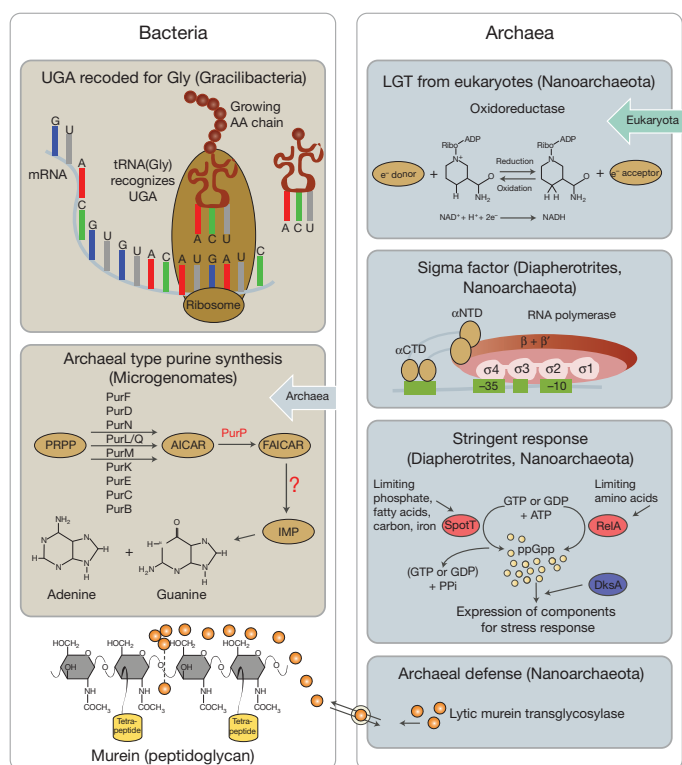 Bacteria
UGA recoded for Gly (Gracilibacteria)
Growing
AA chain
G
U
A
mRNA
tRNA(Gly)
recognizes
UGA
C
G
U
G
U
A
C
A
U
G
A
U
C
A C U
A C U
Ribosome
Archaeal type purine synthesis
(Microgenomates)
Archaea
PurF
PurD
PurN
PurL/Q
PurM
PurK
PurE
PurC
PurB
PRPP
AICAR
PurP
FAICAR
?
IMP
NH₂
N
N
H
H
N
N
H
Adenine
+
O
H
N
N
H
H₂N
N
N
H
Guanine
HOCH₂
HOCH₂
HOCH₂
HOCH₂
O
O
O
O
OH
O
O
OH
O
O
NH
NH
NH
NH
COCH₃
COCH₃
COCH₃
COCH₃
Tetra-
peptide
Tetra-
peptide
Murein (peptidoglycan)
Archaea
LGT from eukaryotes (Nanoarchaeota)
Eukaryota
Oxidoreductase
Ribo
ADP
N⁺
O
NH₂
H
Ribo
ADP
N
O
NH₂
H H
e⁻ donor
+
Reduction
Oxidation
+
e⁻ acceptor
NAD⁺ + H⁺ + 2e⁻
NADH
Sigma factor (Diapherotrites,
Nanoarchaeota)
αNTD
RNA polymerase
αCTD
β + β′
σ4
σ3
σ2
σ1
–35
–10
Stringent response
(Diapherotrites, Nanoarchaeota)
Limiting
phosphate,
fatty acids,
carbon, iron
Limiting
amino acids
GTP or GDP
+ ATP
SpotT
RelA
ppGpp
(GTP or GDP)
+ PPi
DksA
Expression of components
for stress response
Archaeal defense (Nanoarchaeota)
Lytic murein transglycosylase